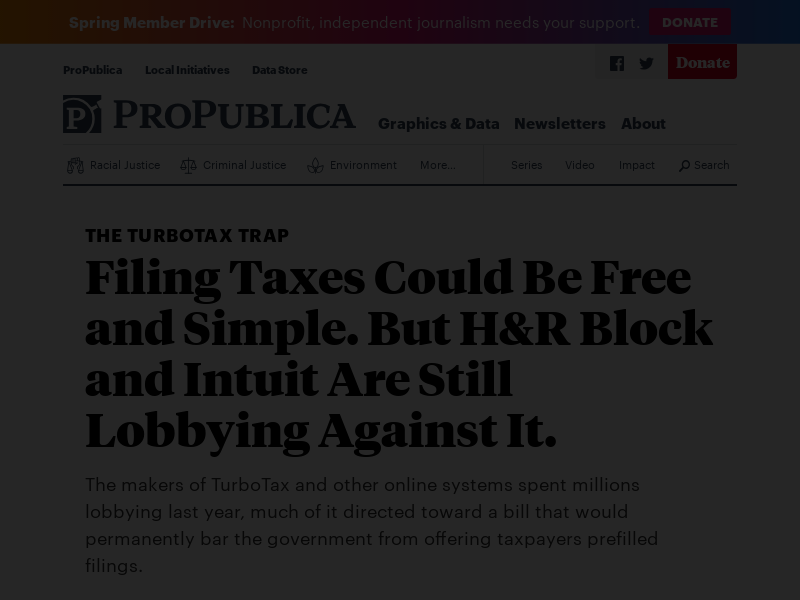 Spring Member Drive: Nonprofit, independent journalism needs your support. DONATE
ProPublica Local Initiatives Data Store Donate
PROPUBLICA Graphics & Data Newsletters About
Racial Justice Criminal Justice Environment More… Series Video Impact Search
THE TURBOTAX TRAP
Filing Taxes Could Be Free
and Simple. But H&R Block
and Intuit Are Still
Lobbying Against It.
The makers of TurboTax and other online systems spent millions
lobbying last year, much of it directed toward a bill that would
permanently bar the government from offering taxpayers prefilled
filings.